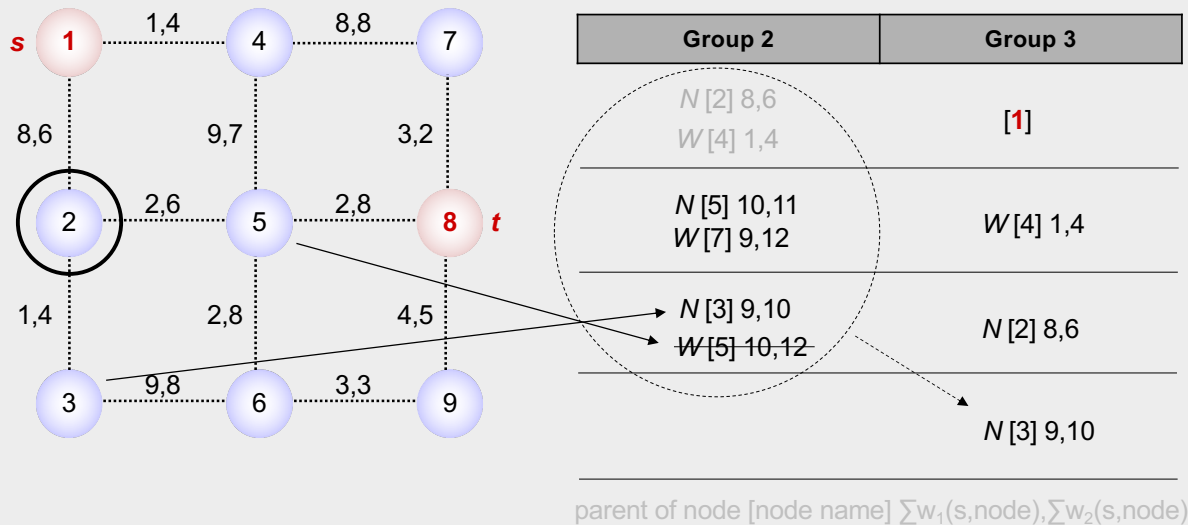 s 1 1,4 4 8,8 7
8,6 9,7 3,2
2 2,6 5 2,8 8 t
1,4 2,8 4,5
3 9,8 6 3,3 9
Group 2 Group 3
N [2] 8,6
W [4] 1,4
[1]
N [5] 10,11
W [7] 9,12
W [4] 1,4
N [3] 9,10
W [5] 10,12
N [2] 8,6
N [3] 9,10
parent of node [node name] ∑w₁(s,node),∑w₂(s,node)